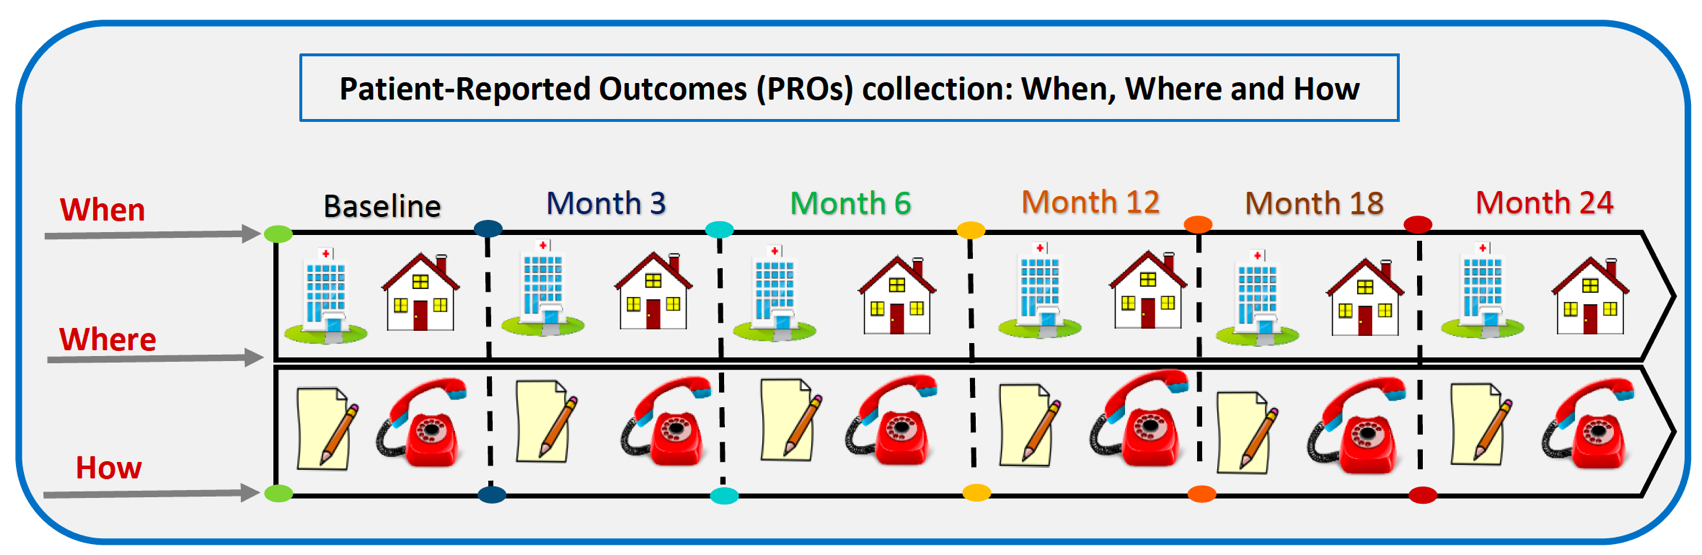 Patient-Reported Outcomes (PROs) collection: When, Where and How
When
Baseline
Month 3
Month 6
Month 12
Month 18
Month 24
Where
How